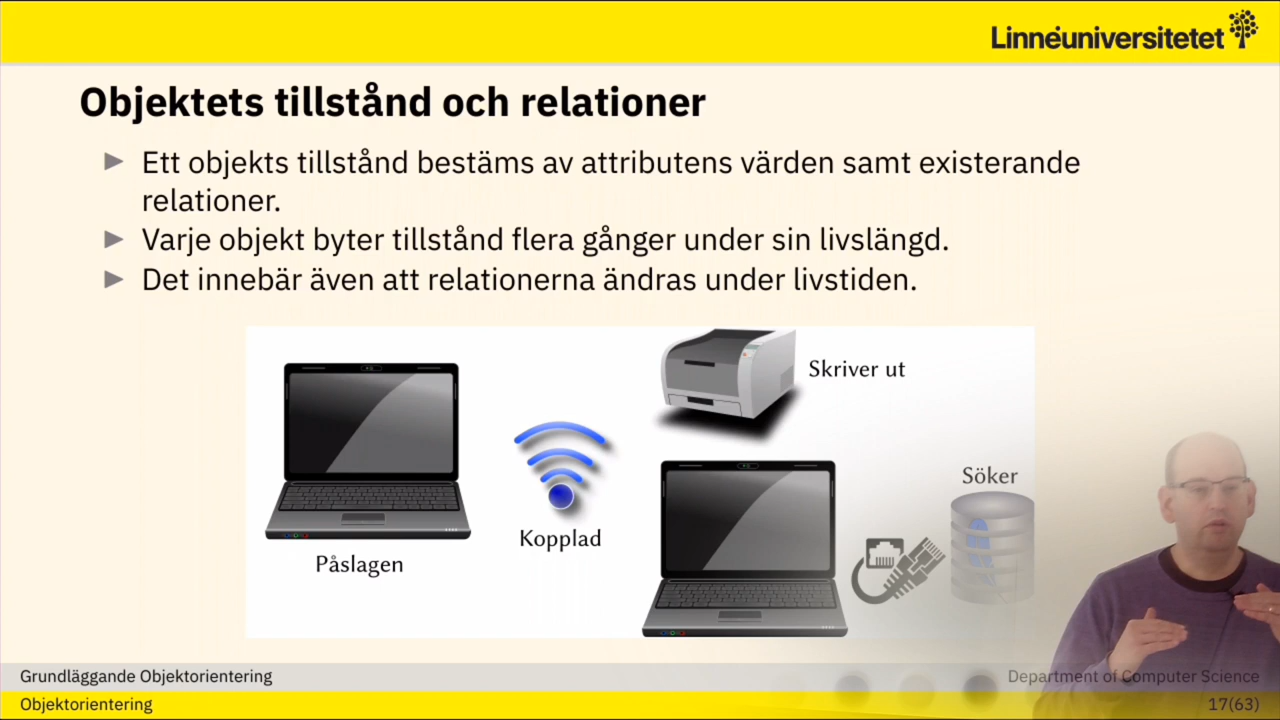 Linnéuniversitetet
Objektets tillstånd och relationer
Ett objekts tillstånd bestäms av attributens värden samt existerande
relationer.
Varje objekt byter tillstånd flera gånger under sin livslängd.
Det innebär även att relationerna ändras under livstiden.
Skriver ut
Söker
Kopplad
Påslagen
Grundläggande Objektorientering
Department of Computer Science
Objektorientering
17(63)